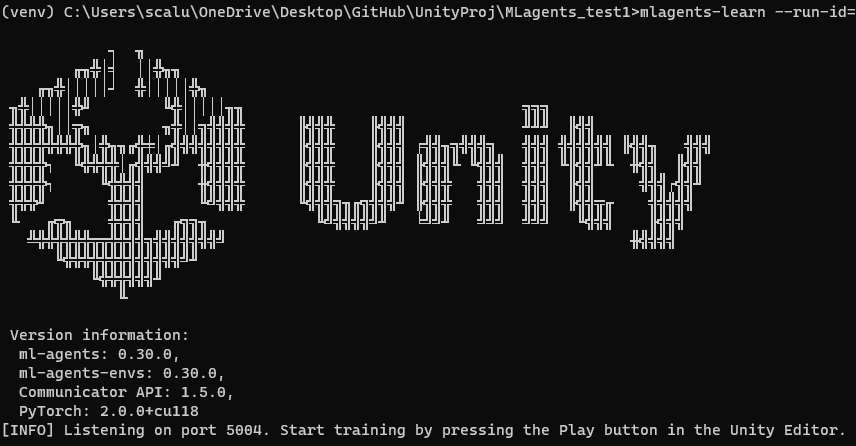 (venv) C:\Users\scalu\OneDrive\Desktop\GitHub\UnityProj\MLagents_test1>mlagents-learn --run-id=
Unity
Version information:
ml-agents: 0.30.0,
ml-agents-envs: 0.30.0,
Communicator API: 1.5.0,
PyTorch: 2.0.0+cu118
[INFO] Listening on port 5004. Start training by pressing the Play button in the Unity Editor.